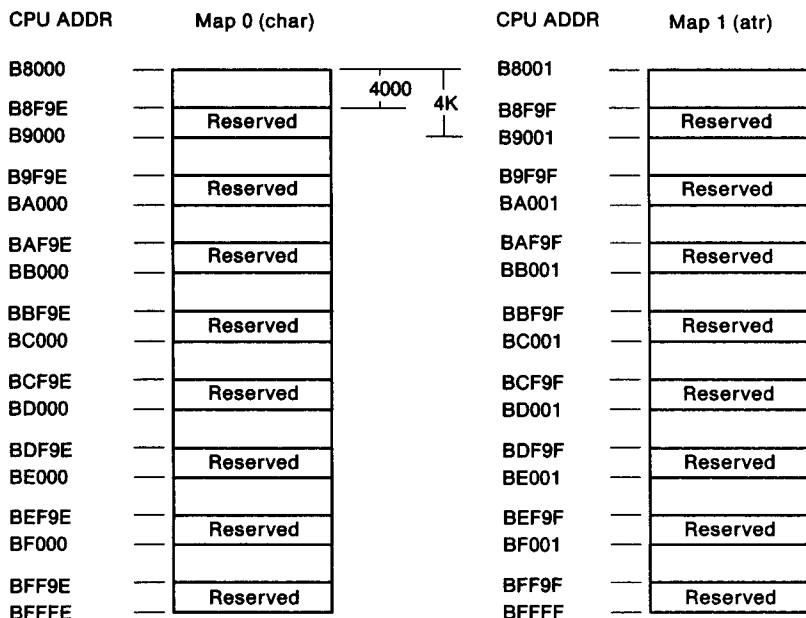 CPU ADDR Map 0 (char) CPU ADDR Map 1 (atr)
B8000 B8001
4000
B8F9E 4K B8F9F
Reserved Reserved
B9000 B9001
B9F9E B9F9F
Reserved Reserved
BA000 BA001
BAF9E BAF9F
Reserved Reserved
BB000 BB001
BBF9E BBF9F
Reserved Reserved
BC000 BC001
BCF9E BCF9F
Reserved Reserved
BD000 BD001
BDF9E BDF9F
Reserved Reserved
BE000 BE001
BEF9E BEF9F
Reserved Reserved
BF000 BF001
BFF9E BFF9F
Reserved Reserved
BFFFE BFFFF